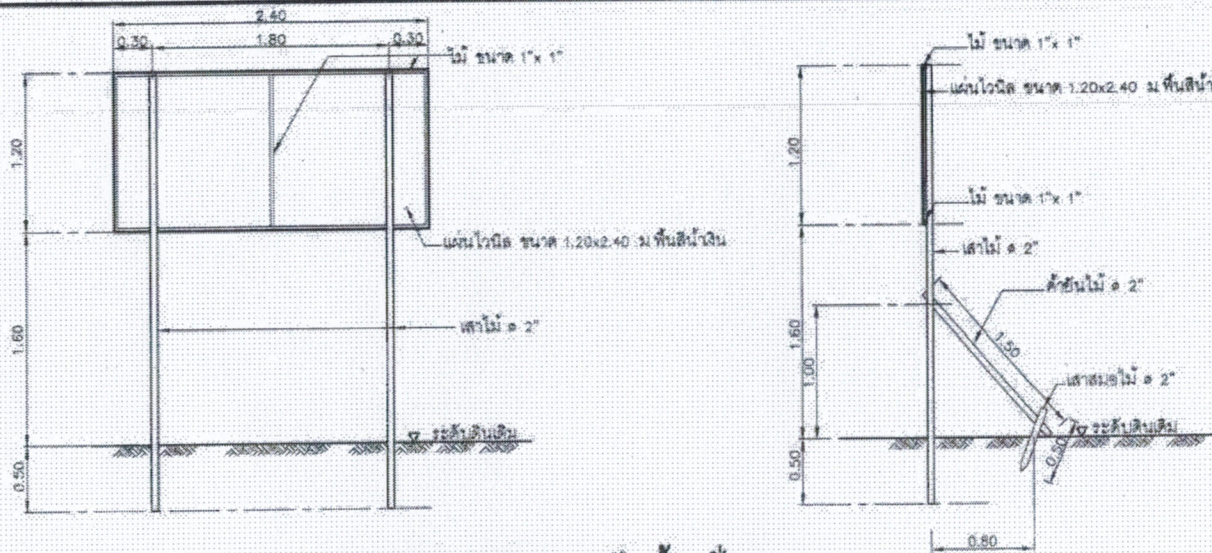 2.40
0.30 1.80 0.30
ไม้ ขนาด 1"x 1"
1.20
แผ่นไวนิล ขนาด 1.20x2.40 ม.พื้นสีน้ำเงิน
1.60
เสาไม้ ø 2"
ระดับดินเดิม
0.50
ไม้ ขนาด 1"x 1"
แผ่นไวนิล ขนาด 1.20x2.40 ม.พื้นสีน้ำ
1.20
ไม้ ขนาด 1"x 1"
เสาไม้ ø 2"
ค้ำยันไม้ ø 2"
1.60
1.00
1.50
เสาสมอไม้ ø 2"
ระดับดินเดิม
0.50
0.50
0.80